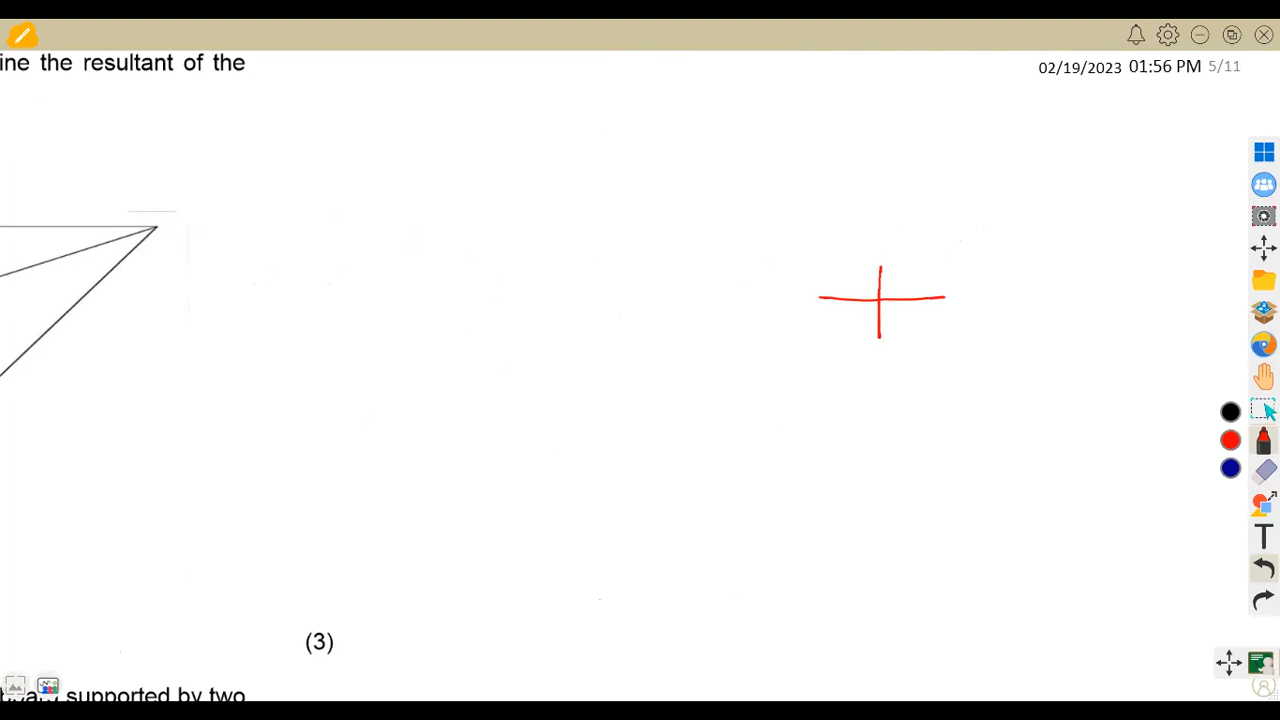 ine the resultant of the
02/19/2023 01:56 PM 5/11
(3)
supported by two